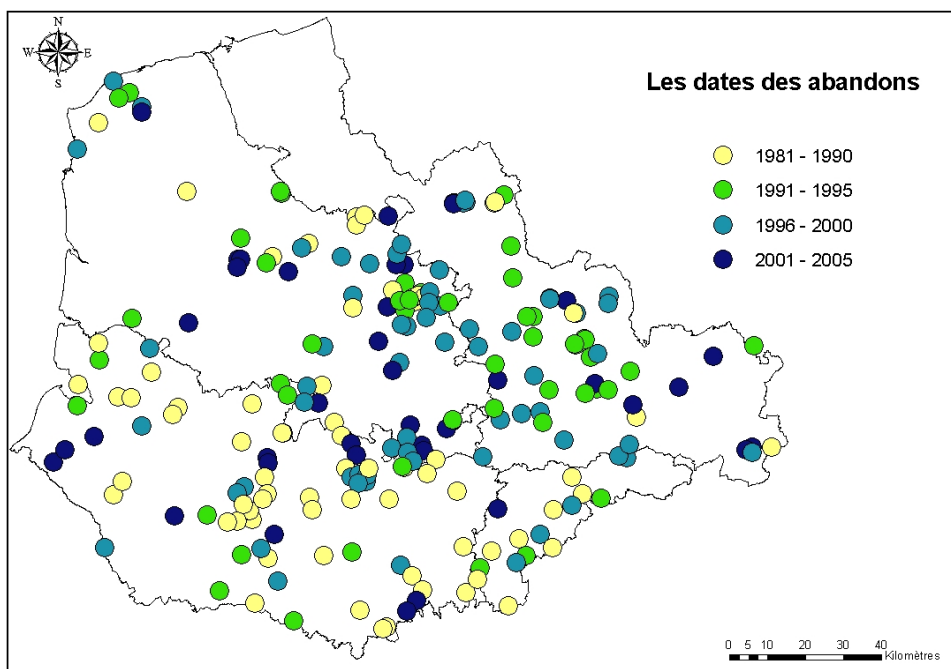 N
W E
S
Les dates des abandons
1981 - 1990
1991 - 1995
1996 - 2000
2001 - 2005
0 5 10 20 30 40
Kilomètres